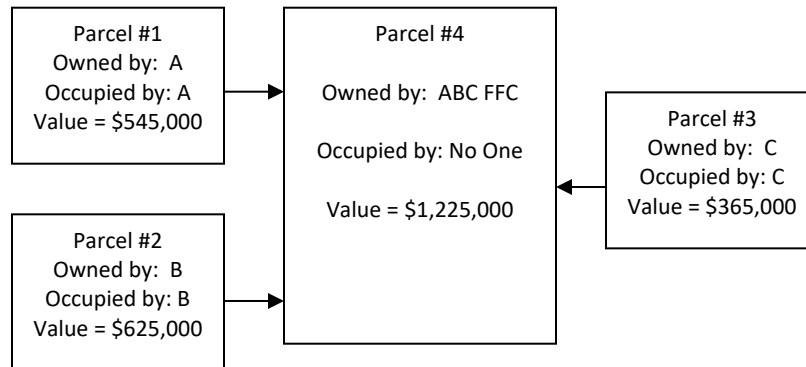 Parcel #1
Owned by: A
Occupied by: A
Value = $545,000
Parcel #2
Owned by: B
Occupied by: B
Value = $625,000
Parcel #4
Owned by: ABC FFC
Occupied by: No One
Value = $1,225,000
Parcel #3
Owned by: C
Occupied by: C
Value = $365,000